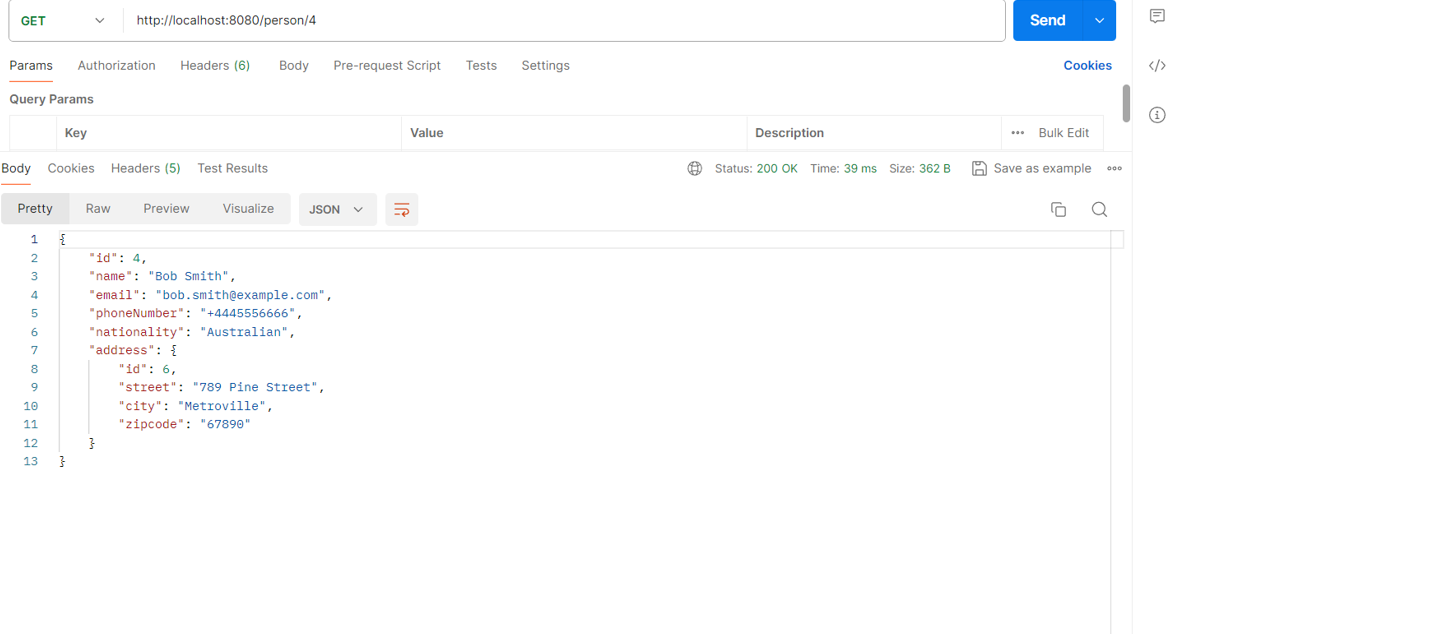 GET http://localhost:8080/person/4 Send
Params Authorization Headers (6) Body Pre-request Script Tests Settings Cookies
Query Params
Key Value Description ••• Bulk Edit
Body Cookies Headers (5) Test Results Status: 200 OK Time: 39 ms Size: 362 B Save as example
Pretty Raw Preview Visualize JSON
1 {
2 "id": 4,
3 "name": "Bob Smith",
4 "email": "bob.smith@example.com",
5 "phoneNumber": "+4445556666",
6 "nationality": "Australian",
7 "address": {
8 "id": 6,
9 "street": "789 Pine Street",
10 "city": "Metroville",
11 "zipcode": "67890"
12 }
13 }